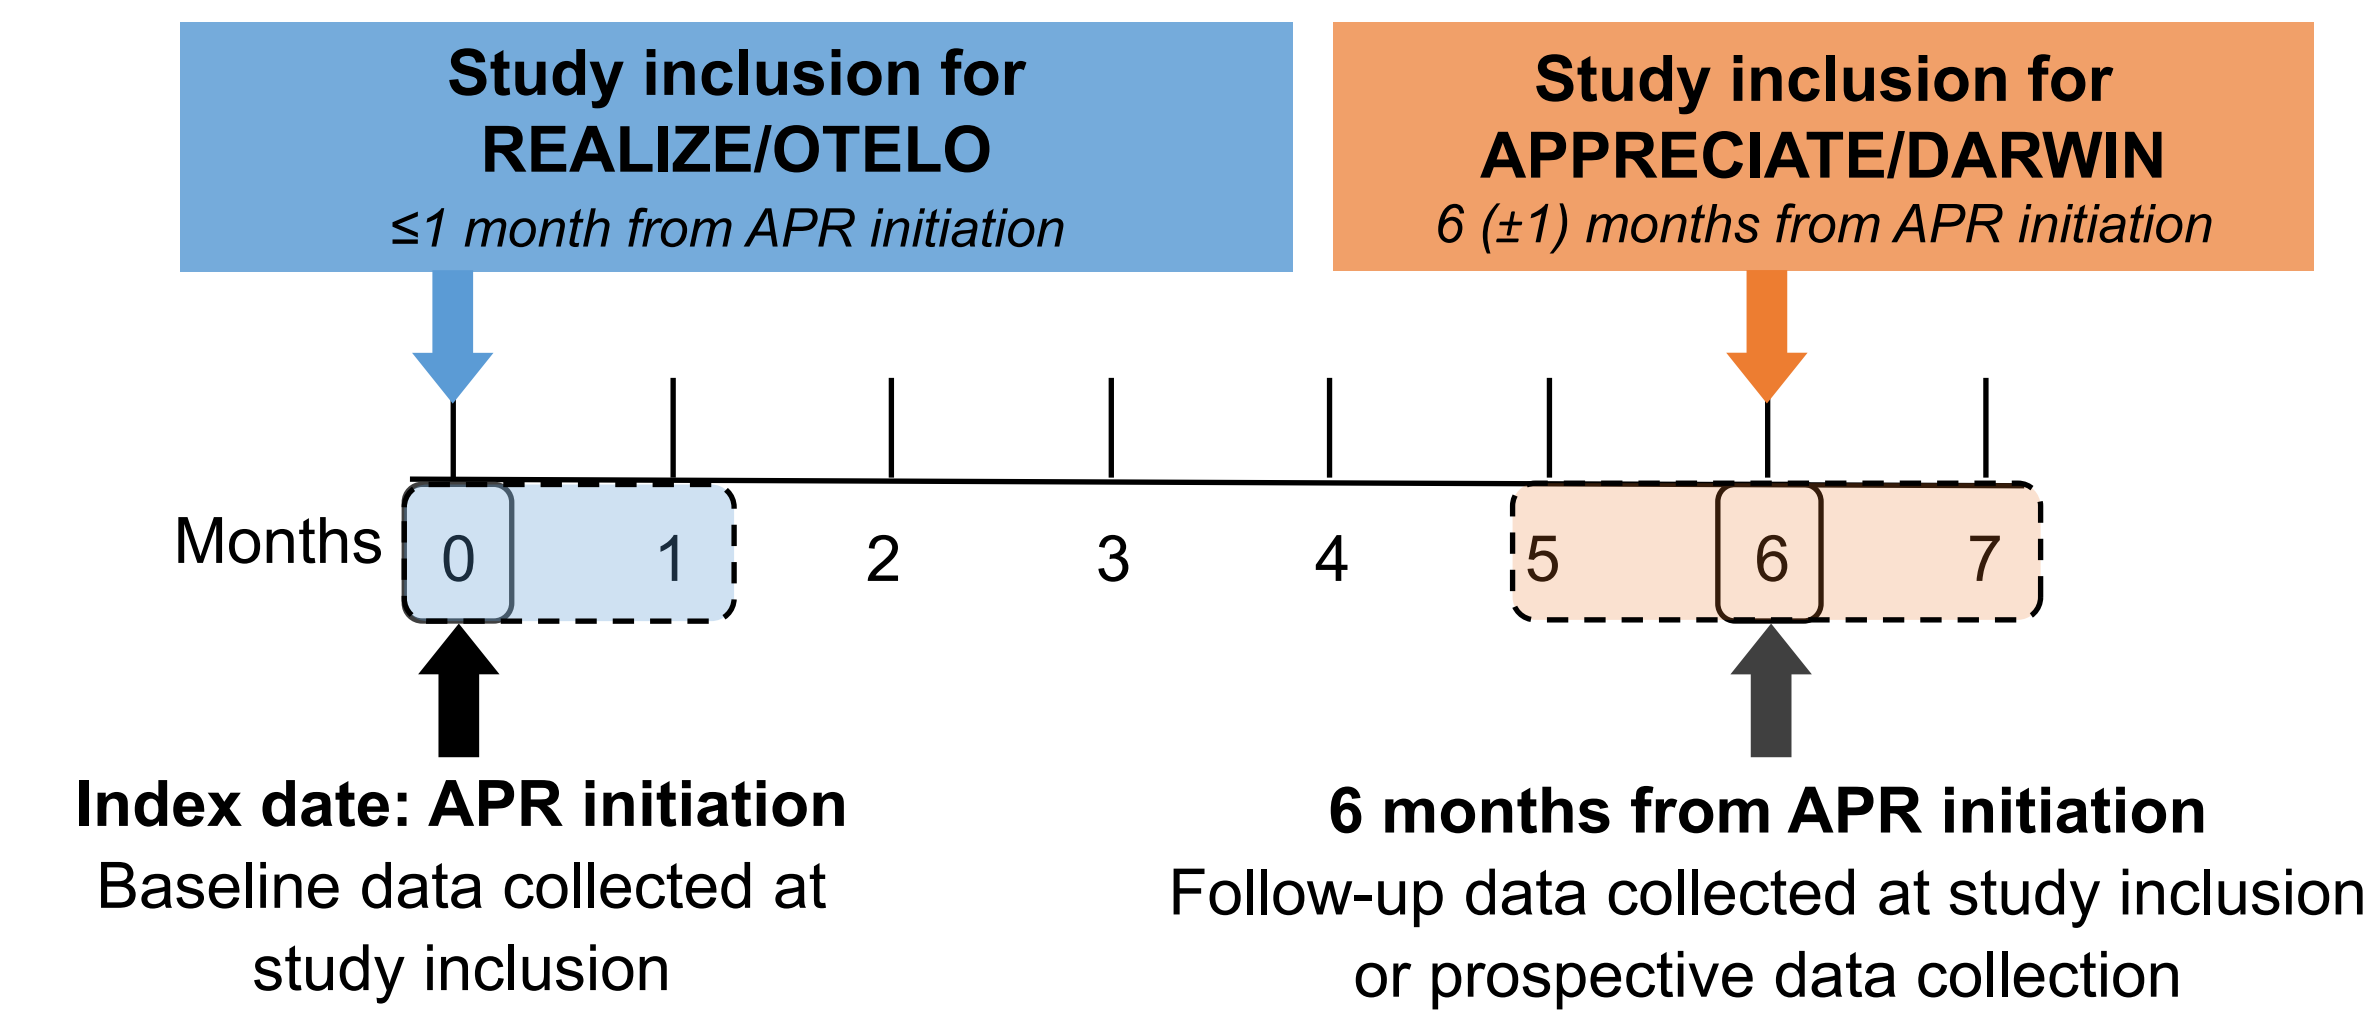 Study inclusion for
REALIZE/OTELO
≤1 month from APR initiation
Study inclusion for
APPRECIATE/DARWIN
6 (±1) months from APR initiation
Months 0 1 2 3 4 5 6 7
Index date: APR initiation
Baseline data collected at
study inclusion
6 months from APR initiation
Follow-up data collected at study inclusion
or prospective data collection